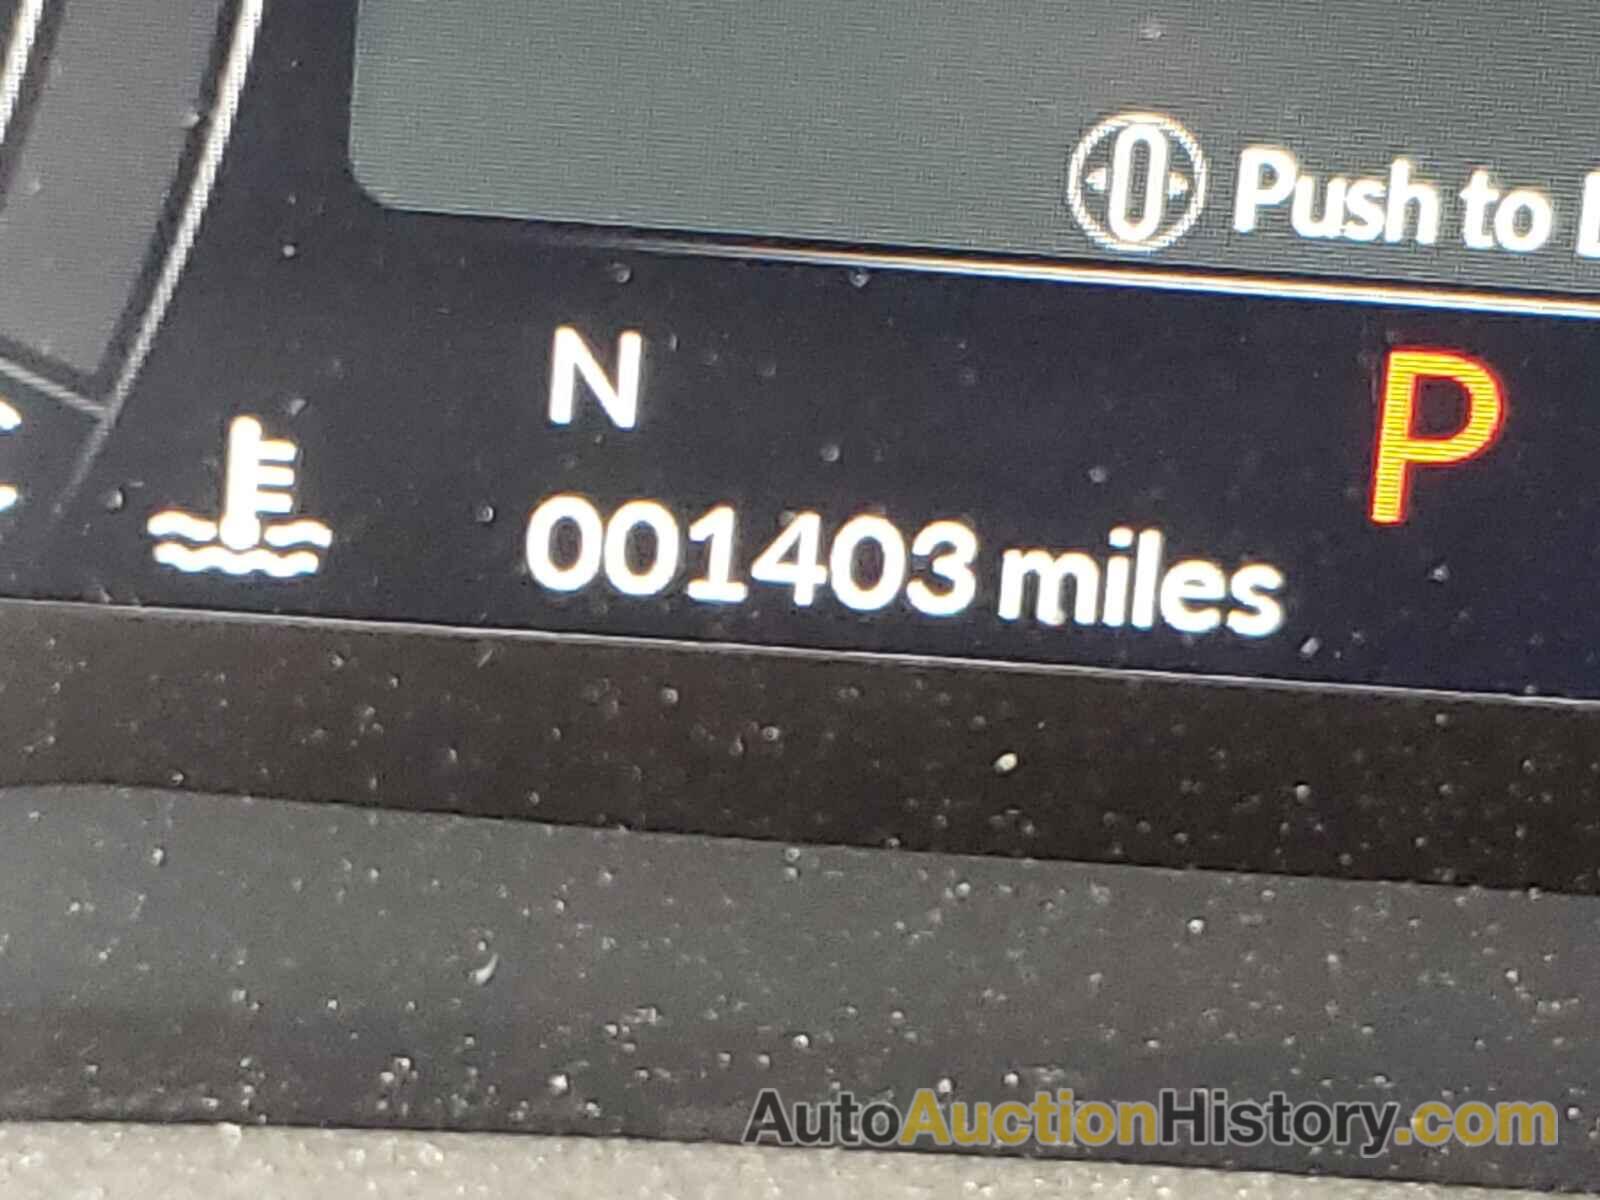 Push to
N
P
001403 miles
C
AutoAuctionHistory.com